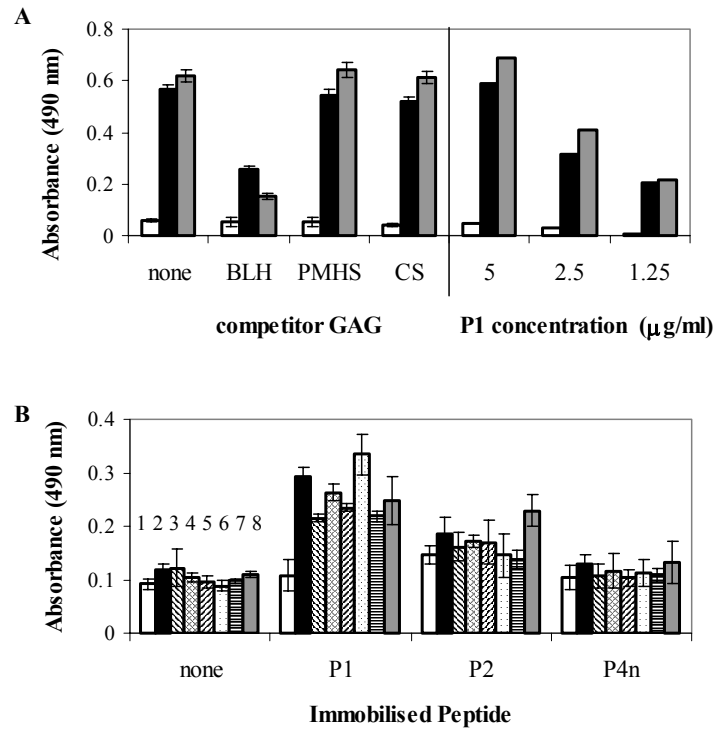 A
Absorbance (490 nm)
0.8
0.6
0.4
0.2
0
none BLH PMHS CS 5 2.5 1.25
competitor GAG P1 concentration (μg/ml)
B
Absorbance (490 nm)
0.4
0.3
0.2
0.1
0
1 2 3 4 5 6 7 8
none P1 P2 P4n
Immobilised Peptide